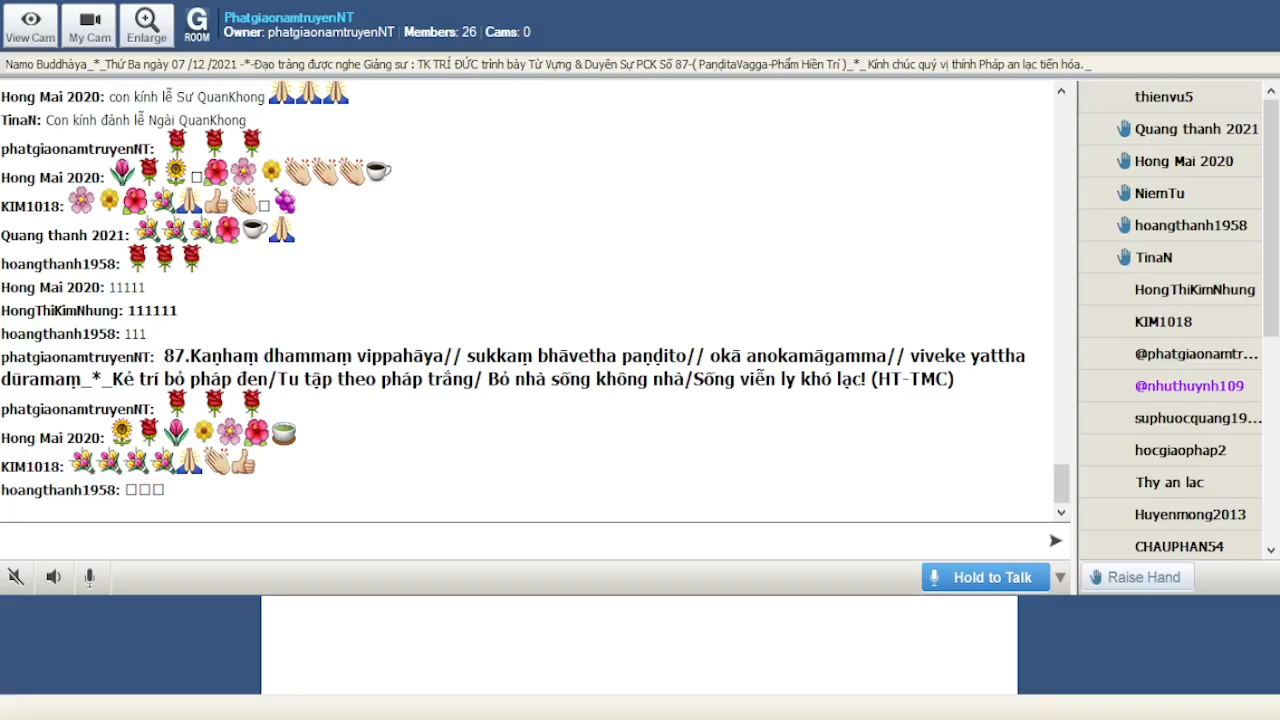 View Cam
My Cam
Enlarge
G
ROOM
PhatgiaonamtruyenNT
Owner: phatgiaonamtruyenNT | Members: 26 | Cams: 0
Namo Buddhàya_*_Thứ Ba ngày 07 /12 /2021 -*-Đạo tràng được nghe Giảng sư : TK TRÍ ĐỨC trình bày Từ Vựng & Duyên Sự PCK Số 87-( PaṇḍitaVagga-Phẩm Hiền Trí )_*_ Kính chúc quý vị thính Pháp an lạc tiến hóa._
Hong Mai 2020: con kính lễ Sư QuanKhong
TinaN: Con kính đảnh lễ Ngài QuanKhong
phatgiaonamtruyenNT:
Hong Mai 2020:
KIM1018:
Quang thanh 2021:
hoangthanh1958:
Hong Mai 2020: 11111
HongThiKimNhung: 111111
hoangthanh1958: 111
phatgiaonamtruyenNT: 87.Kaṇhaṃ dhammaṃ vippahāya// sukkaṃ bhāvetha paṇḍito// okā anokamāgamma// viveke yattha
dūramaṃ_*_Kẻ trí bỏ pháp đen/Tu tập theo pháp trắng/ Bỏ nhà sống không nhà/Sống viễn ly khó lạc! (HT-TMC)
phatgiaonamtruyenNT:
Hong Mai 2020:
KIM1018:
hoangthanh1958:
thienvu5
Quang thanh 2021
Hong Mai 2020
NiemTu
hoangthanh1958
TinaN
HongThiKimNhung
KIM1018
@phatgiaonamtr...
@nhuthuynh109
suphuocquang19...
hocgiaophap2
Thy an lac
Huyenmong2013
CHAUPHAN54
Hold to Talk
Raise Hand